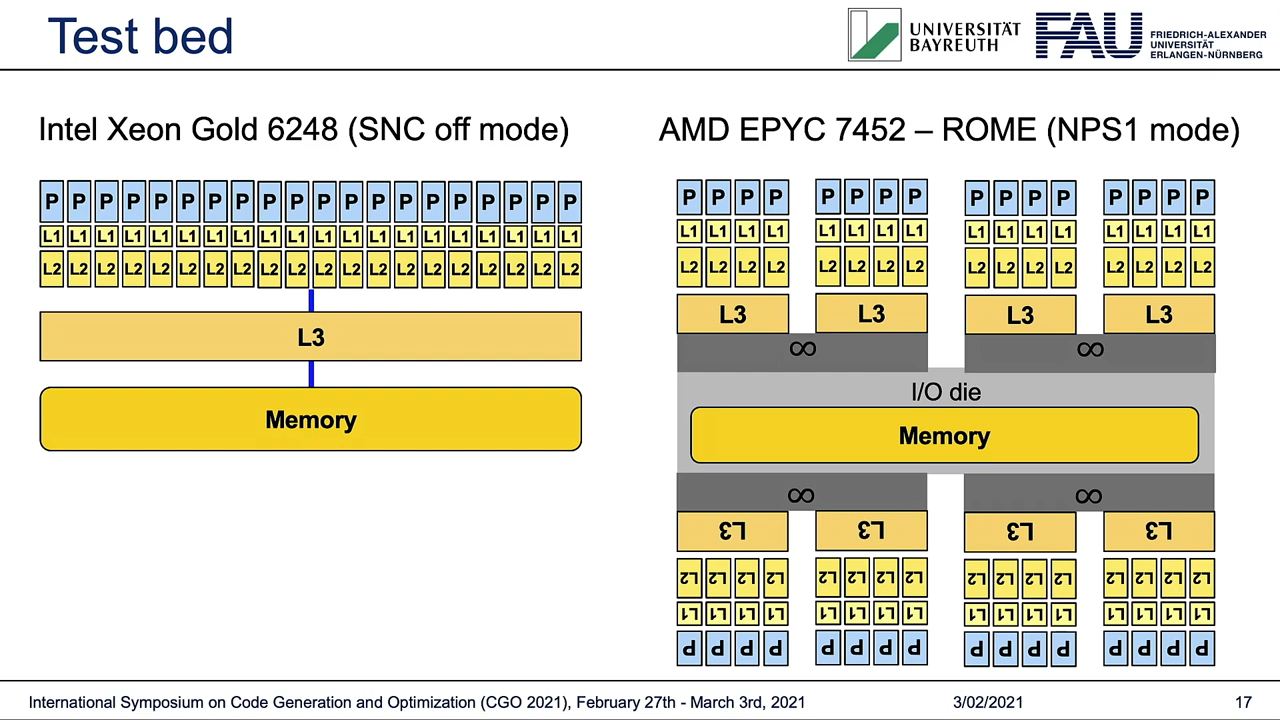 Test bed
UNIVERSITÄT
BAYREUTH
FAU
FRIEDRICH-ALEXANDER
UNIVERSITÄT
ERLANGEN-NÜRNBERG
Intel Xeon Gold 6248 (SNC off mode)
P P P P P P P P P P P P P P P P P P P P
L1 L1 L1 L1 L1 L1 L1 L1 L1 L1 L1 L1 L1 L1 L1 L1 L1 L1 L1 L1
L2 L2 L2 L2 L2 L2 L2 L2 L2 L2 L2 L2 L2 L2 L2 L2 L2 L2 L2 L2
L3
Memory
AMD EPYC 7452 – ROME (NPS1 mode)
P P P P P P P P P P P P P P P P
L1 L1 L1 L1 L1 L1 L1 L1 L1 L1 L1 L1 L1 L1 L1 L1
L2 L2 L2 L2 L2 L2 L2 L2 L2 L2 L2 L2 L2 L2 L2 L2
L3 L3 L3 L3
∞ ∞
I/O die
Memory
∞ ∞
L3 L3 L3 L3
L2 L2 L2 L2 L2 L2 L2 L2 L2 L2 L2 L2 L2 L2 L2 L2
L1 L1 L1 L1 L1 L1 L1 L1 L1 L1 L1 L1 L1 L1 L1 L1
P P P P P P P P P P P P P P P P
International Symposium on Code Generation and Optimization (CGO 2021), February 27th - March 3rd, 2021
3/02/2021
17